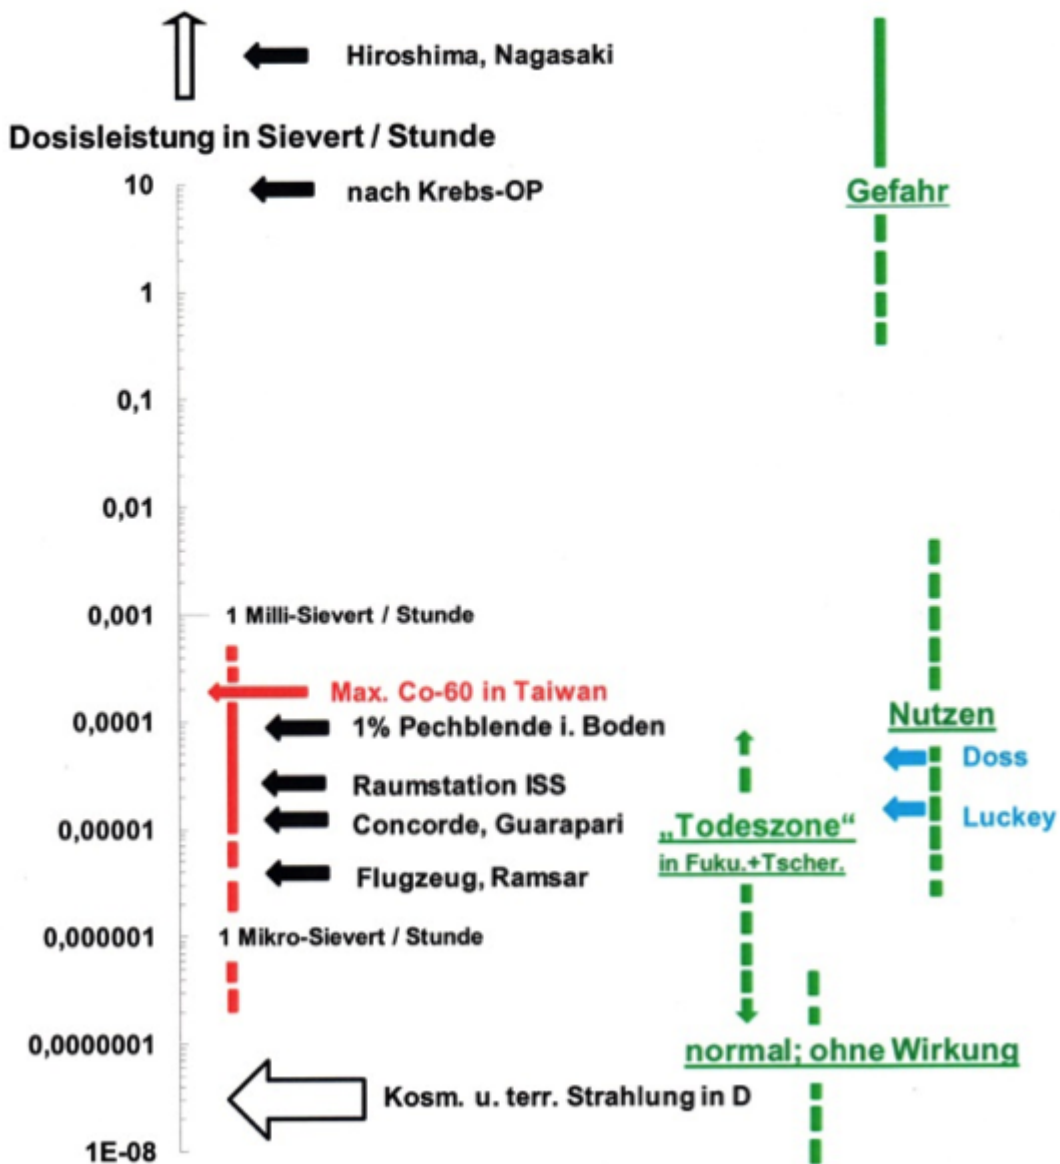 Hiroshima, Nagasaki
Dosisleistung in Sievert / Stunde
10
nach Krebs-OP
Gefahr
1
0,1
0,01
0,001
1 Milli-Sievert / Stunde
Max. Co-60 in Taiwan
0,0001
1% Pechblende i. Boden
Nutzen
Doss
Raumstation ISS
Luckey
0,00001
Concorde, Guarapari
„Todeszone“
in Fuku.+Tscher.
Flugzeug, Ramsar
0,000001
1 Mikro-Sievert / Stunde
0,0000001
normal; ohne Wirkung
Kosm. u. terr. Strahlung in D
1E-08